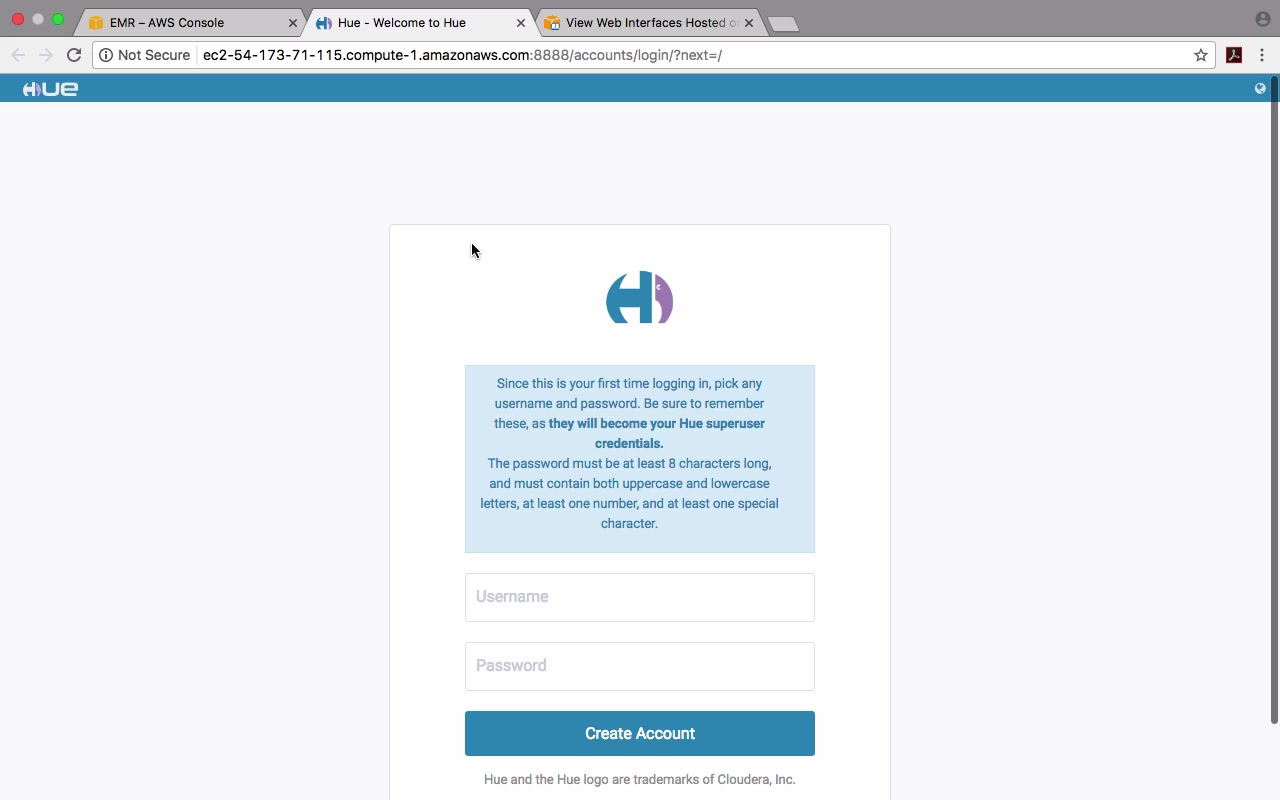 EMR – AWS Console
Hue - Welcome to Hue
View Web Interfaces Hosted o
Not Secure
ec2-54-173-71-115.compute-1.amazonaws.com:8888/accounts/login/?next=/
HUE
Since this is your first time logging in, pick any
username and password. Be sure to remember
these, as they will become your Hue superuser
credentials.
The password must be at least 8 characters long,
and must contain both uppercase and lowercase
letters, at least one number, and at least one special
character.
Username
Password
Create Account
Hue and the Hue logo are trademarks of Cloudera, Inc.